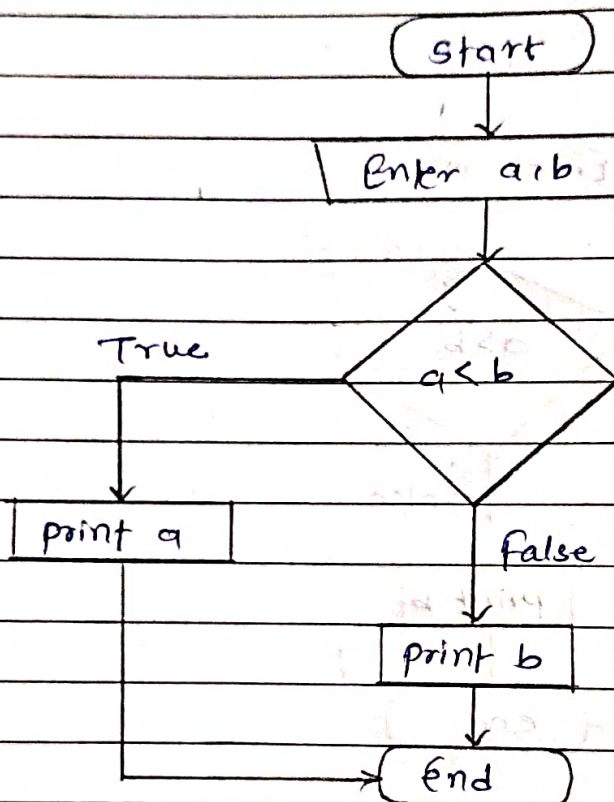 Start
Enter a,b
a<b
True
print a
False
print b
End